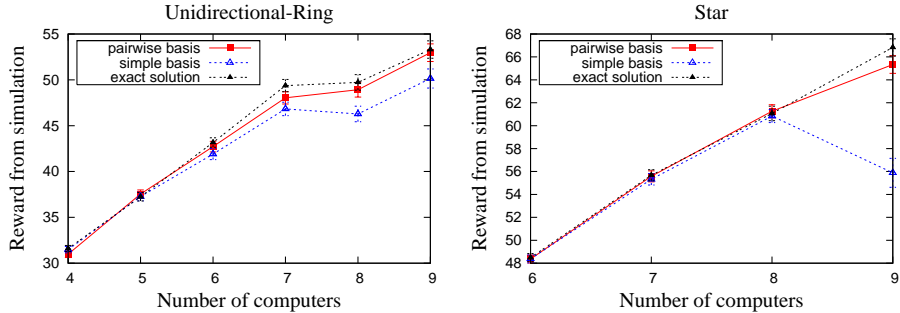 Unidirectional-Ring
Reward from simulation
55
50
45
40
35
30
pairwise basis
simple basis
exact solution
4 5 6 7 8 9
Number of computers
Star
Reward from simulation
68
66
64
62
60
58
56
54
52
50
48
pairwise basis
simple basis
exact solution
6 7 8 9
Number of computers